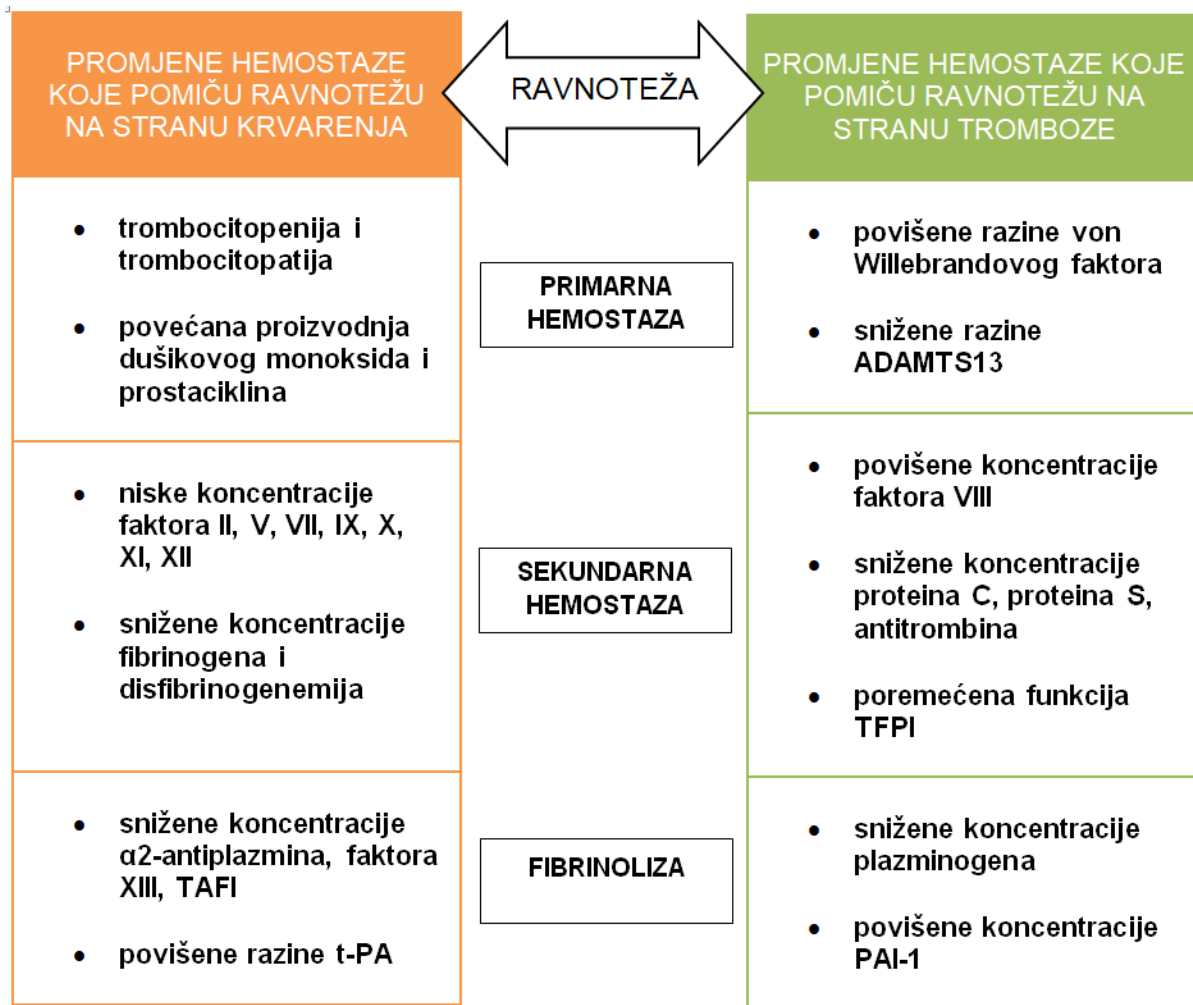 PROMJENE HEMOSTAZE
KOJE POMIČU RAVNOTEŽU
NA STRANU KRVARENJA
RAVNOTEŽA
PROMJENE HEMOSTAZE KOJE
POMIČU RAVNOTEŽU NA
STRANU TROMBOZE
• trombocitopenija i
trombocitopatija
• povećana proizvodnja
dušikovog monoksida i
prostaciklina
PRIMARNA
HEMOSTAZA
• povišene razine von
Willebrandovog faktora
• snižene razine
ADAMTS13
• niske koncentracije
faktora II, V, VII, IX, X,
XI, XII
• snižene koncentracije
fibrinogena i
disfibrinogenemija
SEKUNDARNA
HEMOSTAZA
• povišene koncentracije
faktora VIII
• snižene koncentracije
proteina C, proteina S,
antitrombina
• poremećena funkcija
TFPI
• snižene koncentracije
α2-antiplazmina, faktora
XIII, TAFI
• povišene razine t-PA
FIBRINOLIZA
• snižene koncentracije
plazminogena
• povišene koncentracije
PAI-1